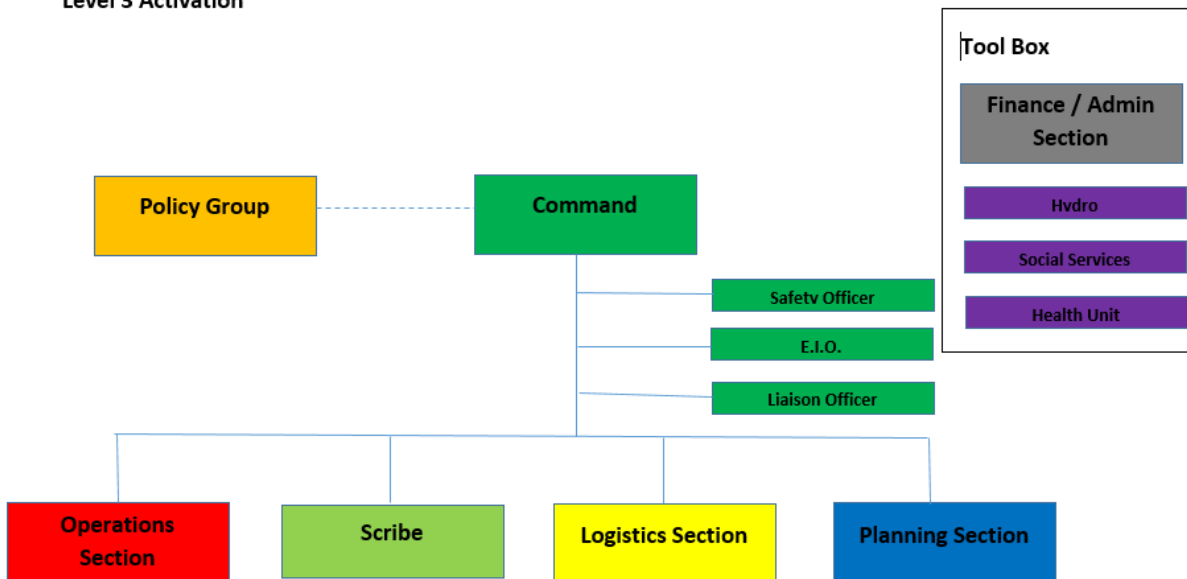 Level 3 Activation
Tool Box
Finance / Admin
Section
Policy Group
Command
Hydro
Social Services
Health Unit
Safety Officer
E.I.O.
Liaison Officer
Operations
Section
Scribe
Logistics Section
Planning Section